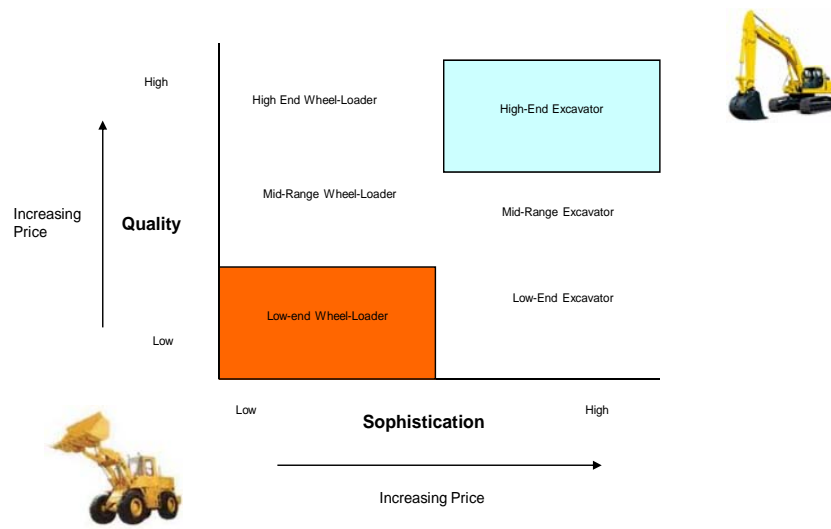 High
High End Wheel-Loader
High-End Excavator
Mid-Range Wheel-Loader
Mid-Range Excavator
Increasing
Price
Quality
Low-end Wheel-Loader
Low-End Excavator
Low
Low
Sophistication
High
Increasing Price